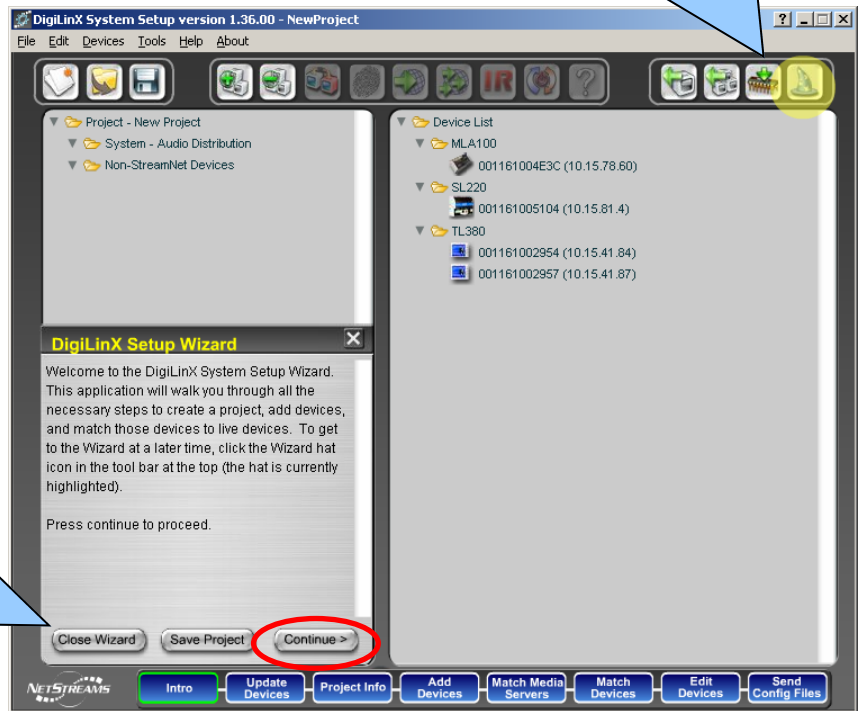 DigiLinX System Setup version 1.36.00 - NewProject
File Edit Devices Tools Help About
IR
?
Project - New Project
System - Audio Distribution
Non-StreamNet Devices
Device List
MLA100
001161004E3C (10.15.78.60)
SL220
001161005104 (10.15.81.4)
TL380
001161002954 (10.15.41.84)
001161002957 (10.15.41.87)
DigiLinX Setup Wizard
Welcome to the DigiLinX System Setup Wizard.
This application will walk you through all the
necessary steps to create a project, add devices,
and match those devices to live devices. To get
to the Wizard at a later time, click the Wizard hat
icon in the tool bar at the top (the hat is currently
highlighted).
Press continue to proceed.
Close Wizard Save Project Continue >
NETSTREAMS
Intro
Update
Devices
Project Info
Add
Devices
Match Media
Servers
Match
Devices
Edit
Devices
Send
Config Files